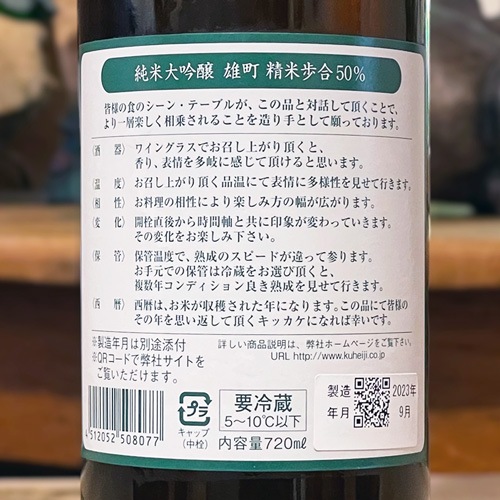 純米大吟醸 雄町 精米歩合50%
皆様の食のシーン・テーブルが、この品と対話して頂くことで、
より一層楽しく相乗されることを造り手として願っております。
〈酒 器〉 ワイングラスでお召し上がり頂くと、
香り、表情を多岐に感じて頂けると思います。
〈温 度〉 お召し上がり頂く品温にて表情に多様性を見せて行きます。
〈相 性〉 お料理の相性により楽しみ方の幅が広がります。
〈変 化〉 開栓直後から時間軸と共に印象が変わっていきます。
その変化をお楽しみ下さい。
〈保 管〉 保管温度で、熟成のスピードが違って参ります。
お手元での保管は冷蔵をお選び頂くと、
複数年コンディション良き熟成を見せて行きます。
〈西 暦〉 西暦は、お米が収穫された年になります。この品にて皆様の
その年を思い返して頂くキッカケになれば幸いです。
※製造年月は別途添付
※QRコードで弊社サイトを
ご覧いただけます。
詳しい商品説明は、弊社ホームページをご覧下さい。
URL http://www.kuheiji.co.jp
4512052508077
プラ
キャップ
(中栓)
要冷蔵
5〜10℃以下
内容量720ml
製造
年月
2023年
9月